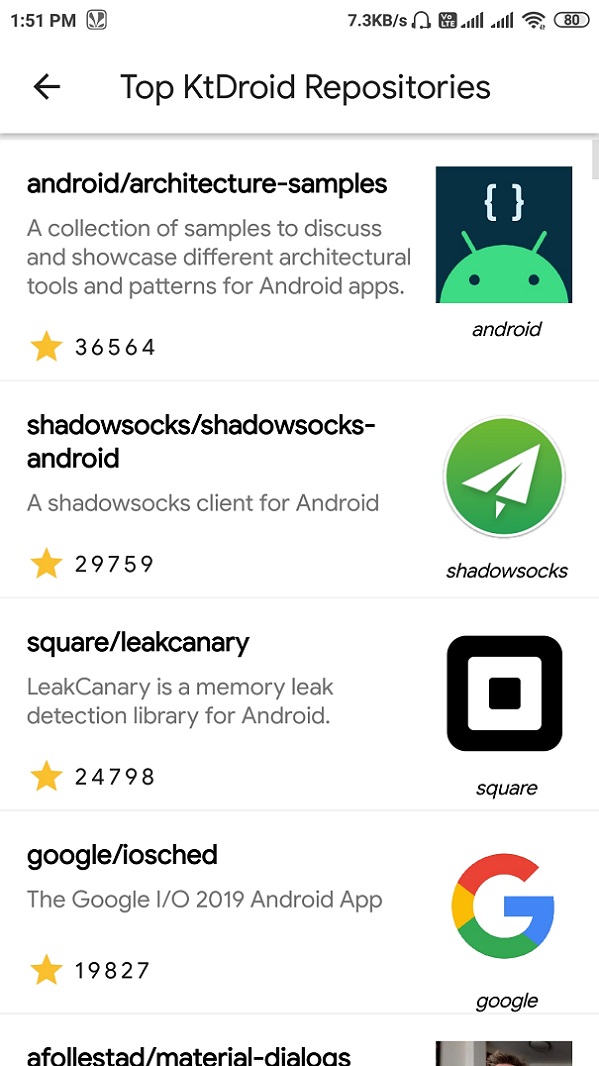 1:51 PM 7.3KB/s Vo LTE 80
Top KtDroid Repositories
android/architecture-samples
A collection of samples to discuss
and showcase different architectural
tools and patterns for Android apps.
{ }
android
36564
shadowsocks/shadowsocks-
android
A shadowsocks client for Android
29759
shadowsocks
square/leakcanary
LeakCanary is a memory leak
detection library for Android.
24798
square
google/iosched
The Google I/O 2019 Android App
G
19827
google
afollestad/material-dialogs